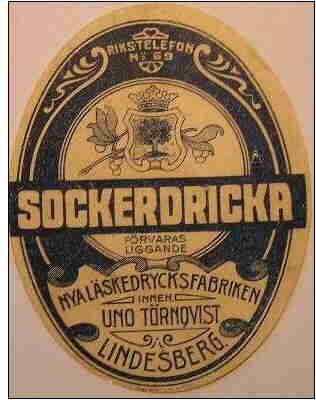 RIKSTELEFON
No 69
SOCKERDRICKA
FÖRVARAS
LIGGANDE
NYA LÄSKEDRYCKSFABRIKEN
INNEH.
UNO TÖRNQVIST
LINDESBERG.